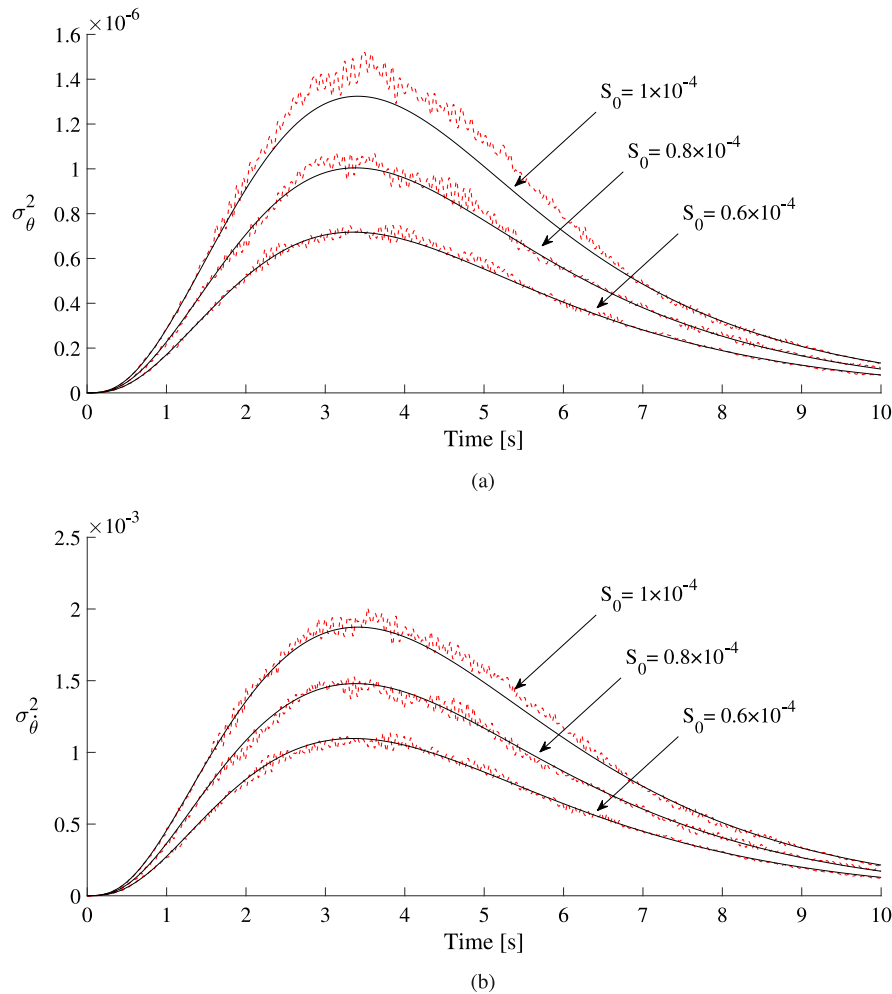 ×10⁻⁶
1.6
1.4
1.2
1
0.8
0.6
0.4
0.2
0
σ²_θ
S₀= 1×10⁻⁴
S₀= 0.8×10⁻⁴
S₀= 0.6×10⁻⁴
0 1 2 3 4 5 6 7 8 9 10
Time [s]
(a)
×10⁻³
2.5
2
1.5
1
0.5
0
σ²_θ̇
S₀= 1×10⁻⁴
S₀= 0.8×10⁻⁴
S₀= 0.6×10⁻⁴
0 1 2 3 4 5 6 7 8 9 10
Time [s]
(b)